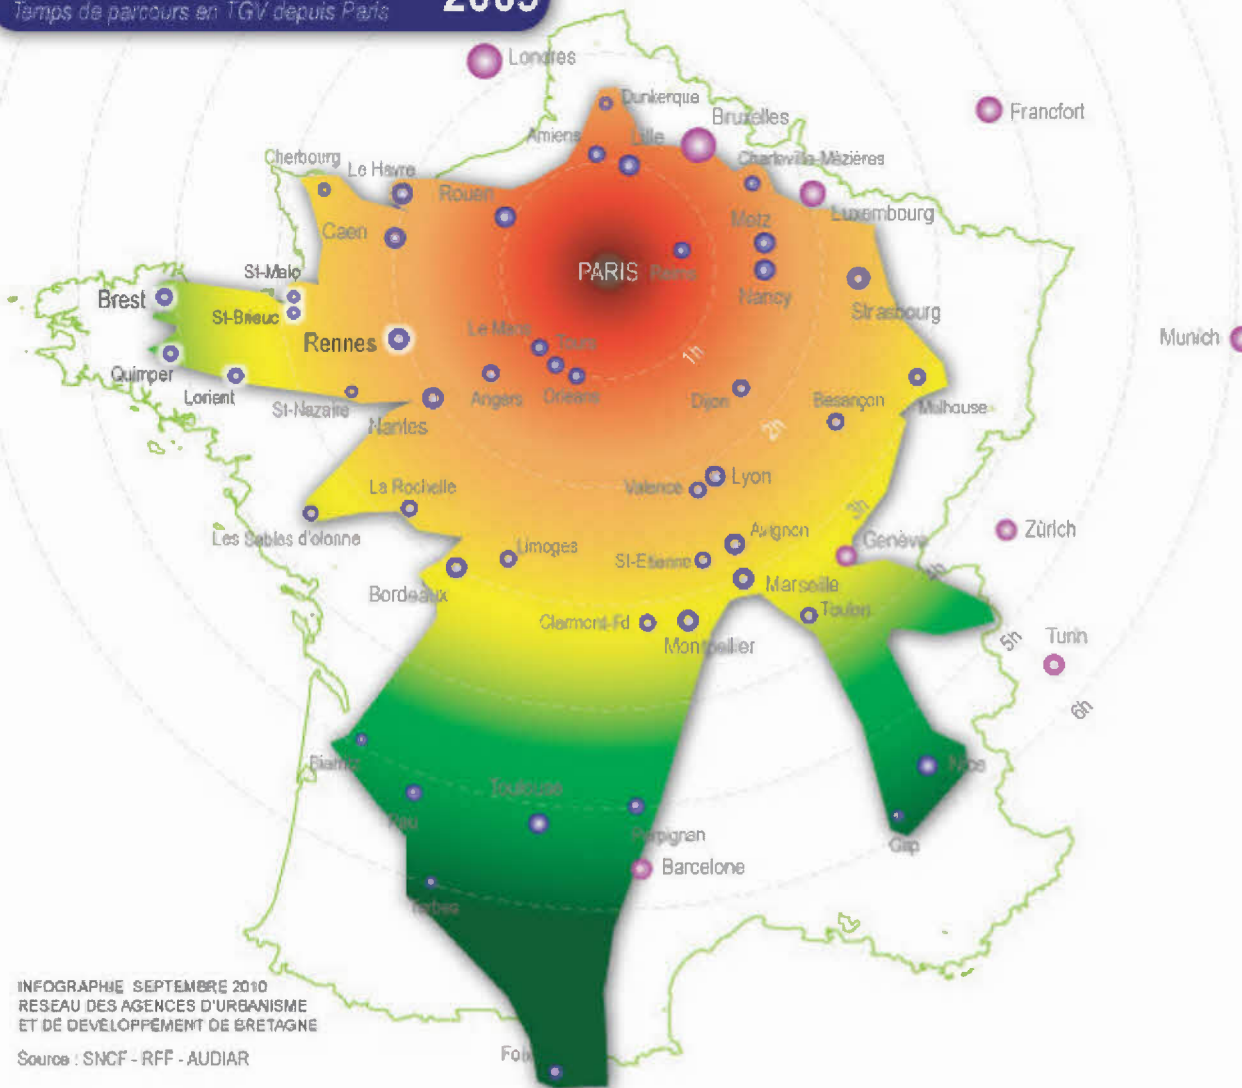 Temps de parcours en TGV depuis Paris
2009
Londres
Dunkerque
Bruxelles
Francfort
Amiens
Lille
Charleville-Mézières
Cherbourg
Le Havre
Rouen
Luxembourg
Metz
Caen
PARIS
Reims
Nancy
St-Malo
Brest
St-Brieuc
Strasbourg
Rennes
Le Mans
Tours
1h
Munich
Quimper
Lorient
St-Nazaire
Nantes
Angers
Orléans
Dijon
Besançon
Mulhouse
2h
La Rochelle
Valence
Lyon
3h
Les Sables d'olonne
Limoges
Avignon
Genève
Zürich
St-Etienne
4h
Bordeaux
Marseille
Toulon
Clermont-Fd
Montpellier
5h
Turin
6h
Biarritz
Toulouse
Nice
Pau
Perpignan
Gap
Barcelone
Tarbes
Foix
INFOGRAPHIE SEPTEMBRE 2010
RESEAU DES AGENCES D'URBANISME
ET DE DEVELOPPEMENT DE BRETAGNE
Source : SNCF - RFF - AUDIAR